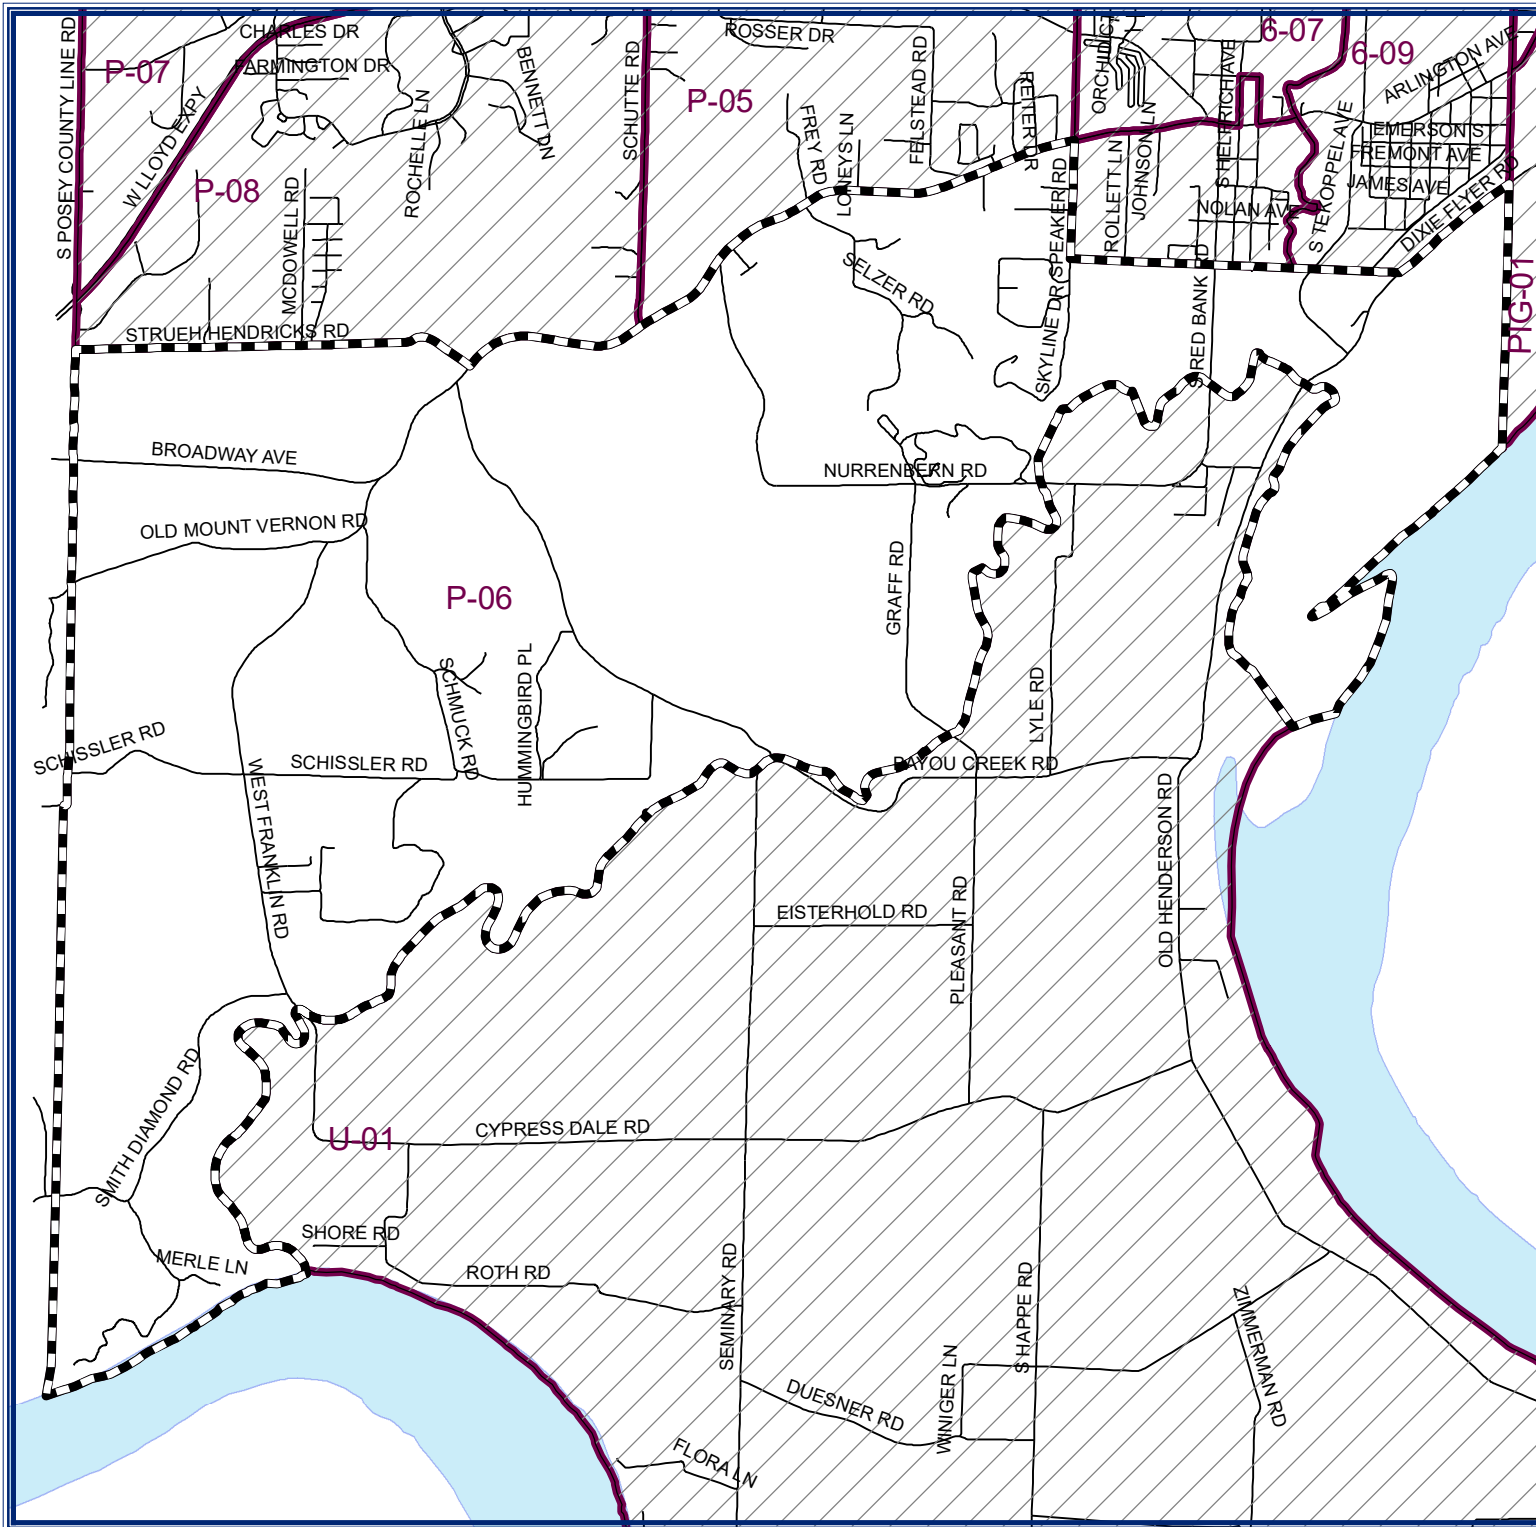 CHARLES DR
ROSSER DR
6-07
6-09
P-07
FARMINGTON DR
P-05
ARLINGTON AVE
S POSEY COUNTY LINE RD
W LLOYD EXPY
ROCHELLE LN
SCHUTTE RD
FREY RD
LONEYS LN
FELSTEAD RD
REITER DR
JOHNSON LN
ROLLETT LN
S HELFRICH AVE
S TEKOPPEL AVE
FREMONT AVE
JAMES AVE
NOLAN AVE
DIXIE FLYER RD
P-08
MCDOWELL RD
STRUEH HENDRICKS RD
SELZER RD
SPEAKER RD
SKYLINE DR
S RED BANK RD
PIG-01
BROADWAY AVE
NURRENBERN RD
OLD MOUNT VERNON RD
GRAFF RD
P-06
SCHMUCK RD
HUMMINGBIRD PL
LYLE RD
SCHISSLER RD
SCHISSLER RD
BAYOU CREEK RD
WEST FRANKLIN RD
OLD HENDERSON RD
EISTERHOLD RD
PLEASANT RD
SMITH DIAMOND RD
U-01
CYPRESS DALE RD
SHORE RD
MERLE LN
ROTH RD
SEMINARY RD
S HAPPE RD
ZIMMERMAN RD
WINIGER LN
DUESNER RD
FLORA LN